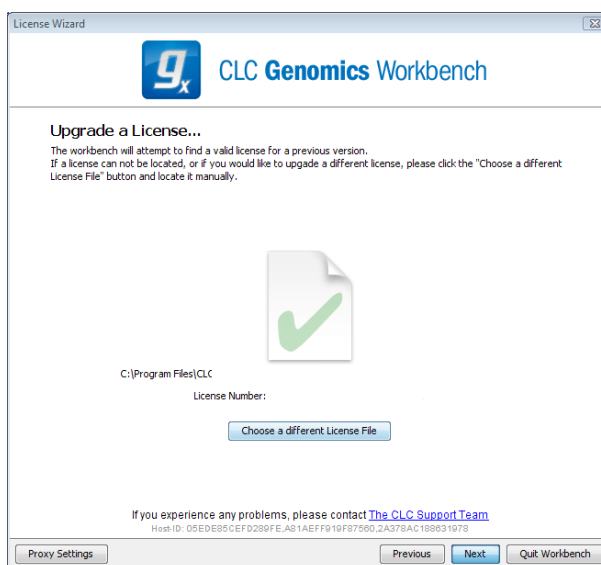 License Wizard
gx CLC Genomics Workbench
Upgrade a License...
The workbench will attempt to find a valid license for a previous version.
If a license can not be located, or if you would like to upgade a different license, please click the "Choose a different
License File" button and locate it manually.
C:\Program Files\CLC
License Number:
Choose a different License File
If you experience any problems, please contact The CLC Support Team
Host-ID: 05EDE85CEFD289FE,A81AEFF919F87560,2A378AC188631978
Proxy Settings Previous Next Quit Workbench